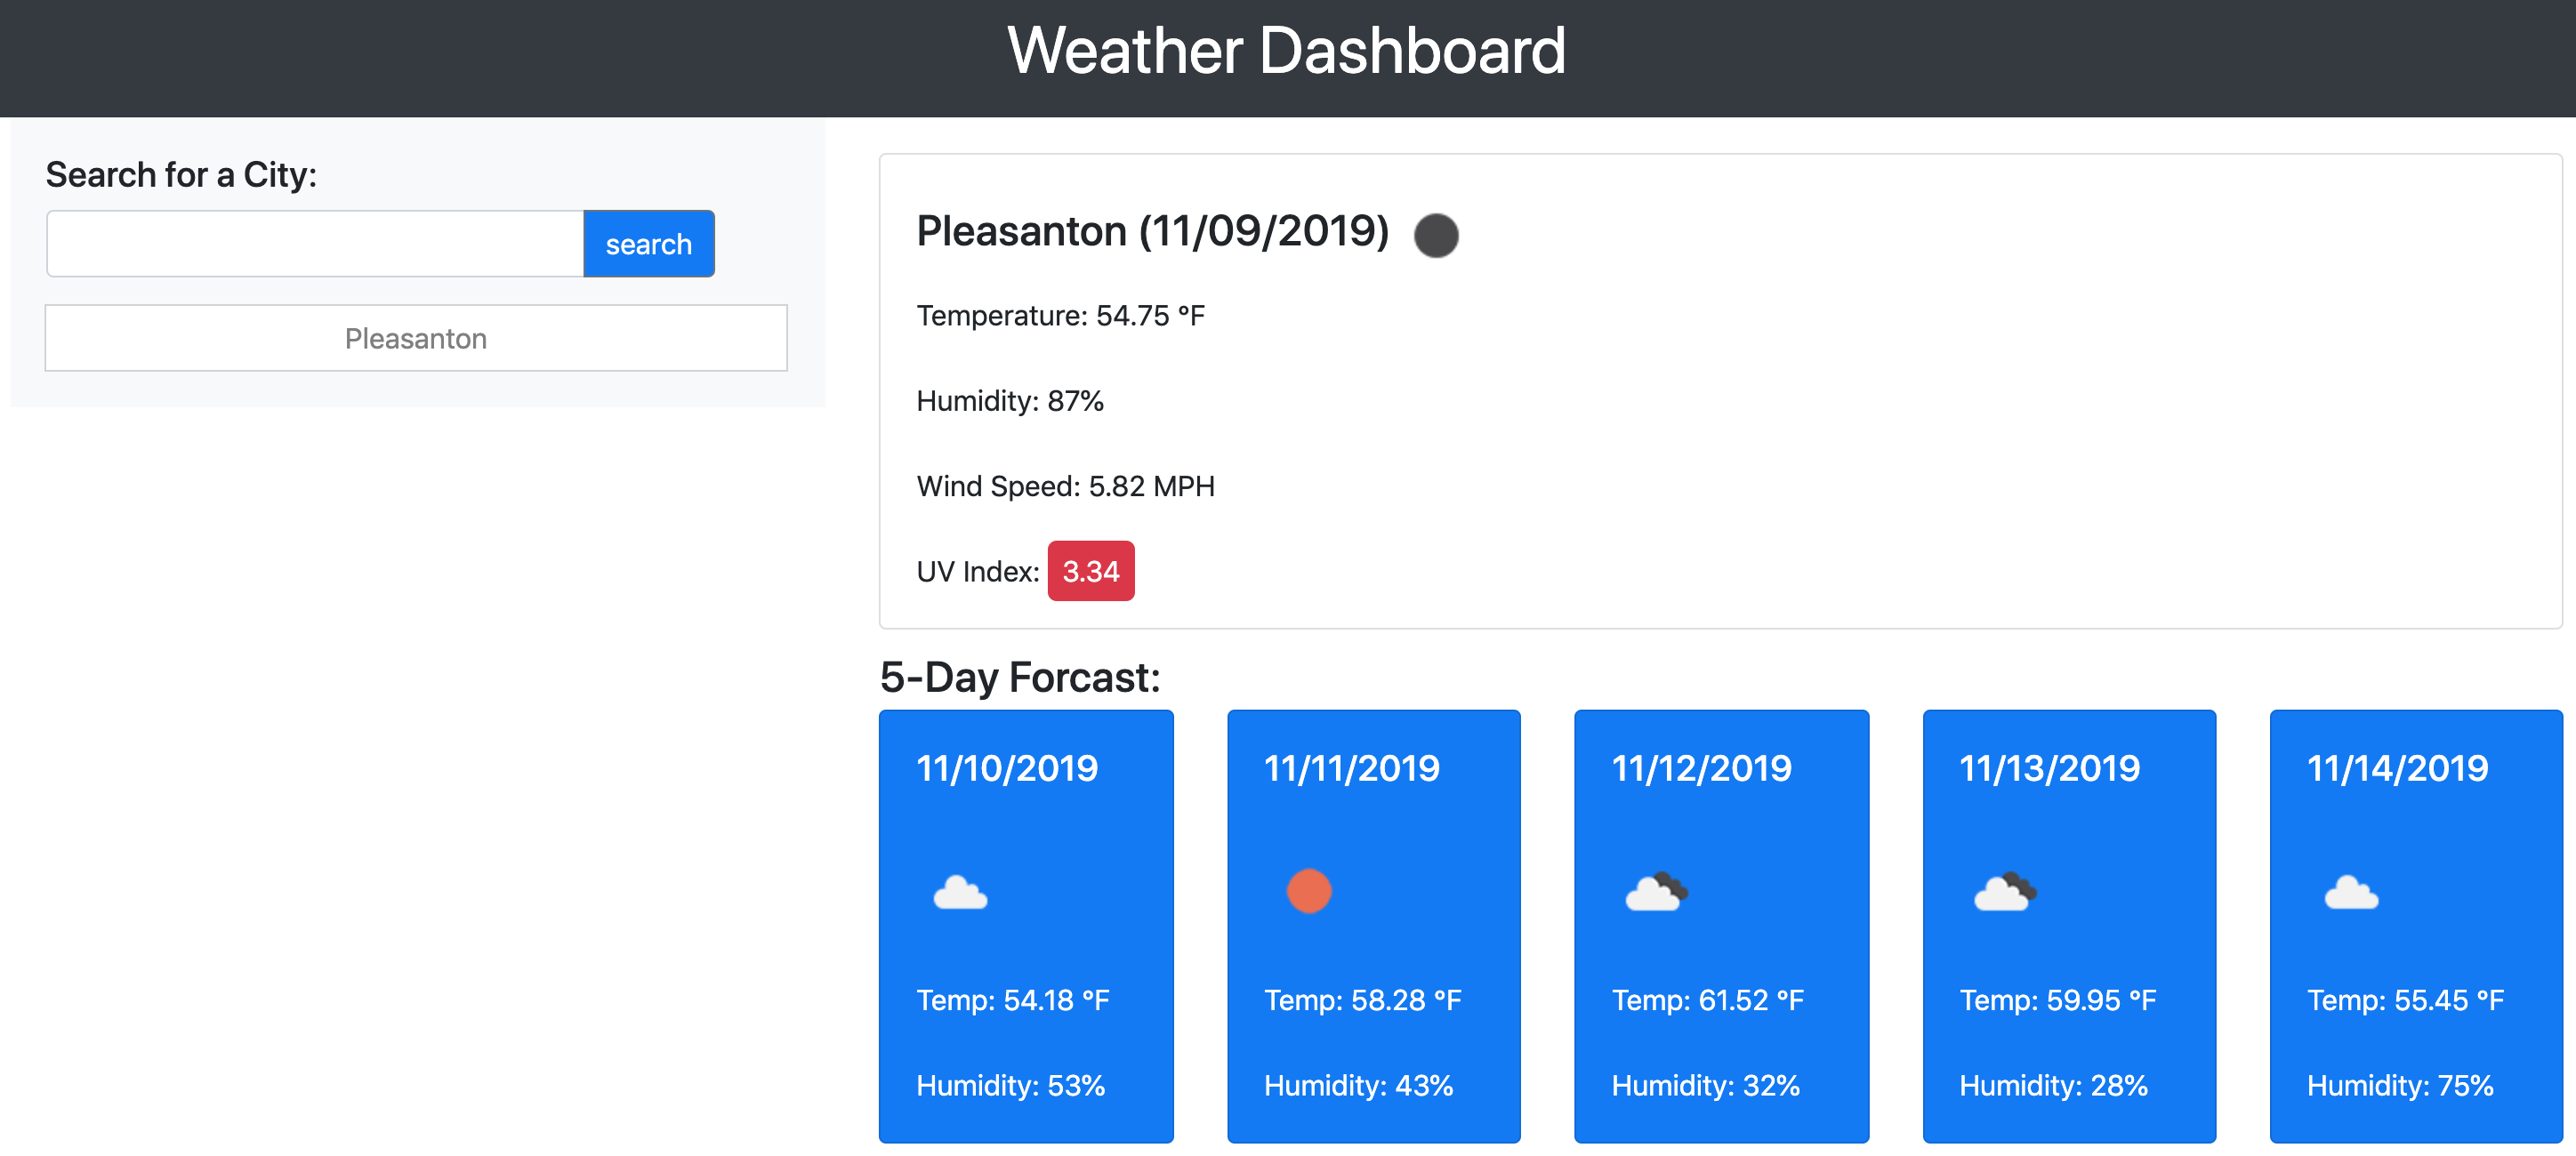 Weather Dashboard
Search for a City:
search
Pleasanton
Pleasanton (11/09/2019)
Temperature: 54.75 °F
Humidity: 87%
Wind Speed: 5.82 MPH
UV Index: 3.34
5-Day Forcast:
11/10/2019
Temp: 54.18 °F
Humidity: 53%
11/11/2019
Temp: 58.28 °F
Humidity: 43%
11/12/2019
Temp: 61.52 °F
Humidity: 32%
11/13/2019
Temp: 59.95 °F
Humidity: 28%
11/14/2019
Temp: 55.45 °F
Humidity: 75%